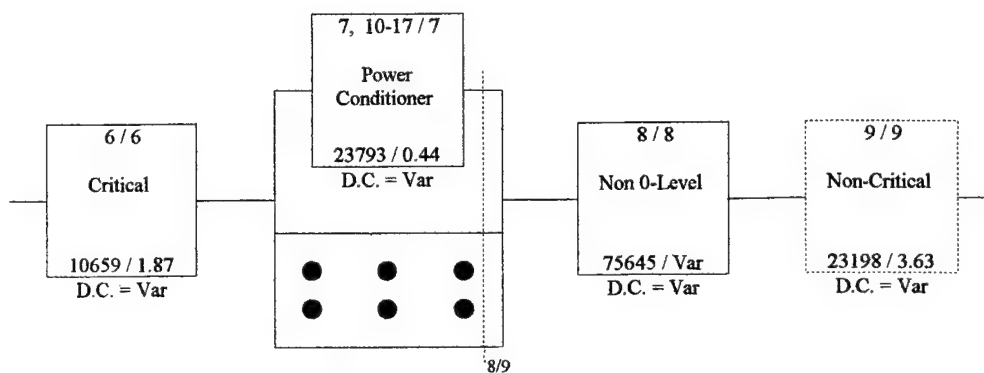 6 / 6
Critical
10659 / 1.87
D.C. = Var
7, 10-17 / 7
Power
Conditioner
23793 / 0.44
D.C. = Var
8/9
8 / 8
Non 0-Level
75645 / Var
D.C. = Var
9 / 9
Non-Critical
23198 / 3.63
D.C. = Var